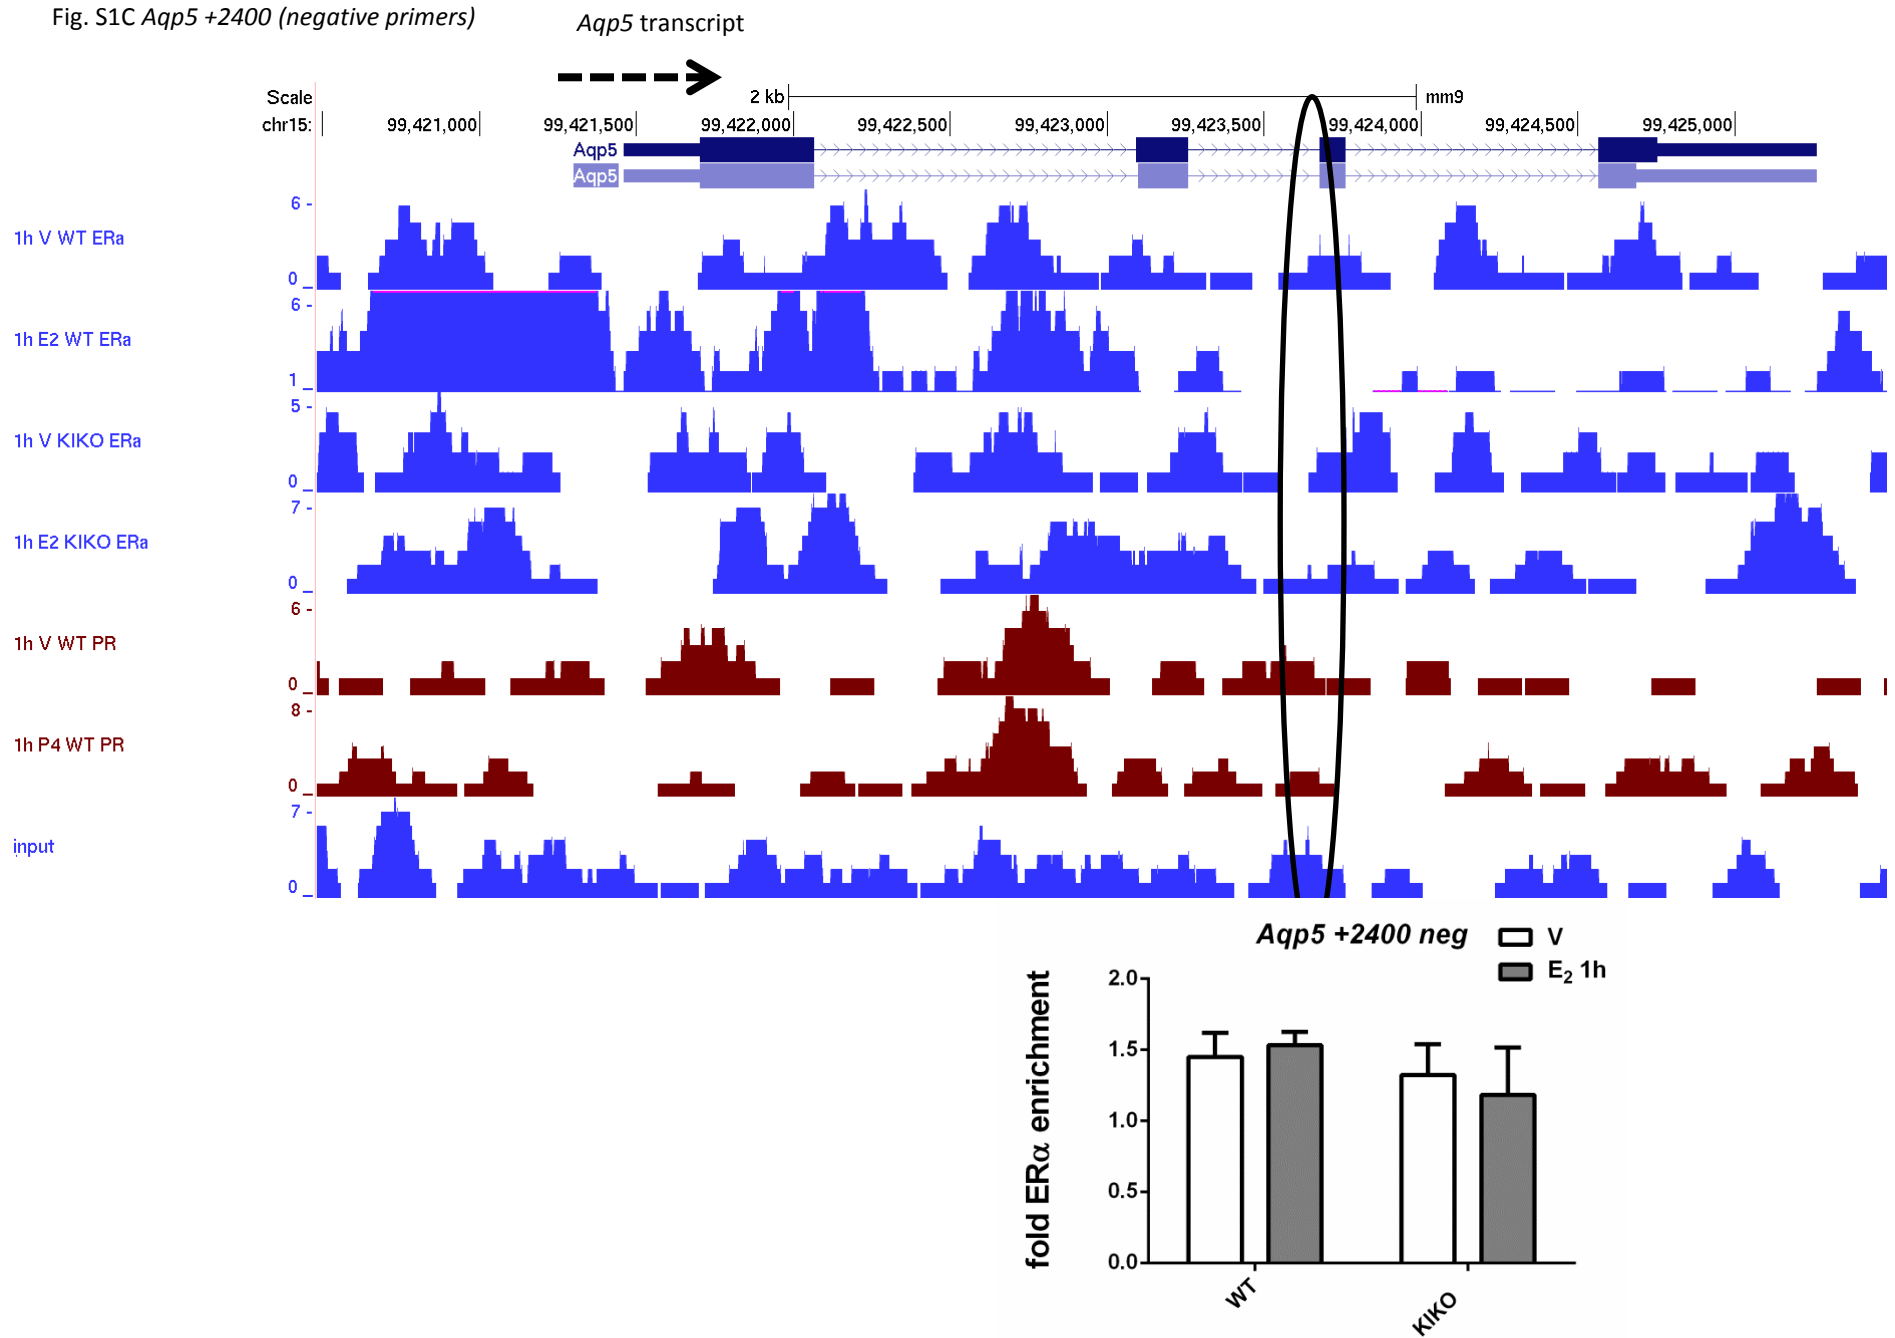 Fig. S1C Aqp5 +2400 (negative primers)
Aqp5 transcript
Scale 2 kb mm9
chr15: 99,421,000 99,421,500 99,422,000 99,422,500 99,423,000 99,423,500 99,424,000 99,424,500 99,425,000
Aqp5
Aqp5
6 -
1h V WT ERa
0 _
6 -
1h E2 WT ERa
1 _
5 -
1h V KIKO ERa
0 _
7 -
1h E2 KIKO ERa
0 _
6 -
1h V WT PR
0 _
8 -
1h P4 WT PR
0 _
7 -
input
0 _
Aqp5 +2400 neg
V
E2 1h
fold ERα enrichment
2.0
1.5
1.0
0.5
0.0
WT
KIKO